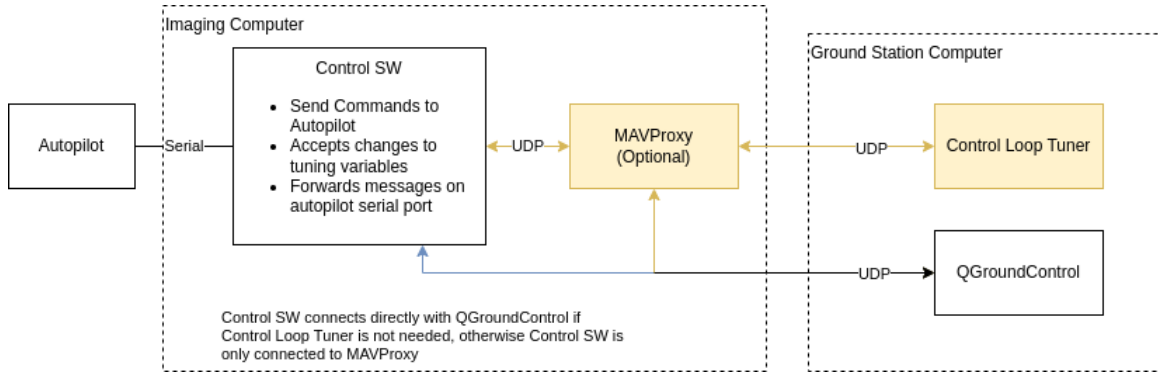 Imaging Computer
Control SW
• Send Commands to
Autopilot
• Accepts changes to
tuning variables
• Forwards messages on
autopilot serial port
Autopilot
Serial
UDP
MAVProxy
(Optional)
UDP
Ground Station Computer
Control Loop Tuner
UDP
QGroundControl
Control SW connects directly with QGroundControl if
Control Loop Tuner is not needed, otherwise Control SW is
only connected to MAVProxy